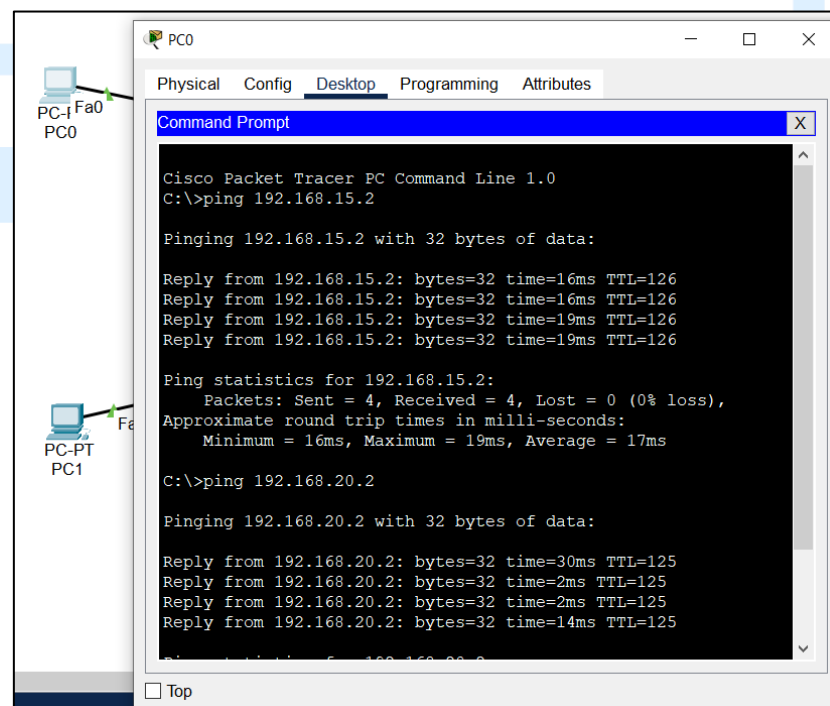 PC0
Physical Config Desktop Programming Attributes
Command Prompt
X
Cisco Packet Tracer PC Command Line 1.0
C:\>ping 192.168.15.2
Pinging 192.168.15.2 with 32 bytes of data:
Reply from 192.168.15.2: bytes=32 time=16ms TTL=126
Reply from 192.168.15.2: bytes=32 time=16ms TTL=126
Reply from 192.168.15.2: bytes=32 time=19ms TTL=126
Reply from 192.168.15.2: bytes=32 time=19ms TTL=126
Ping statistics for 192.168.15.2:
Packets: Sent = 4, Received = 4, Lost = 0 (0% loss),
Approximate round trip times in milli-seconds:
Minimum = 16ms, Maximum = 19ms, Average = 17ms
C:\>ping 192.168.20.2
Pinging 192.168.20.2 with 32 bytes of data:
Reply from 192.168.20.2: bytes=32 time=30ms TTL=125
Reply from 192.168.20.2: bytes=32 time=2ms TTL=125
Reply from 192.168.20.2: bytes=32 time=2ms TTL=125
Reply from 192.168.20.2: bytes=32 time=14ms TTL=125
Top
Fa0
PC0
Fa
PC-PT
PC1